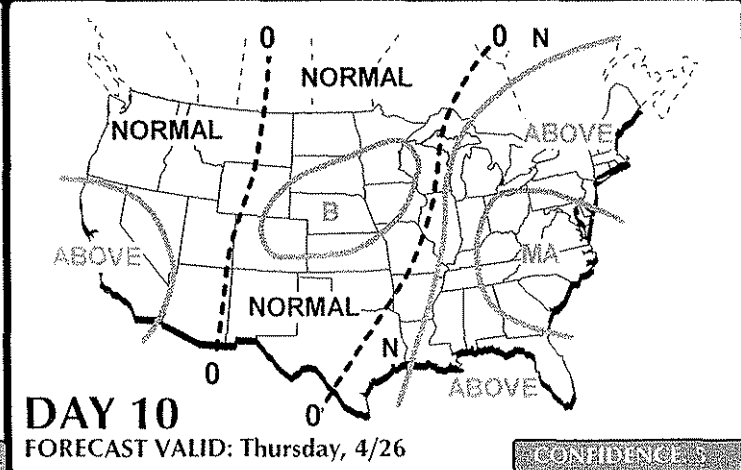 0
0 N
NORMAL
NORMAL
ABOVE
B
ABOVE
MA
NORMAL
N
ABOVE
0
0
DAY 10
FORECAST VALID: Thursday, 4/26
CONFIDENCE 5